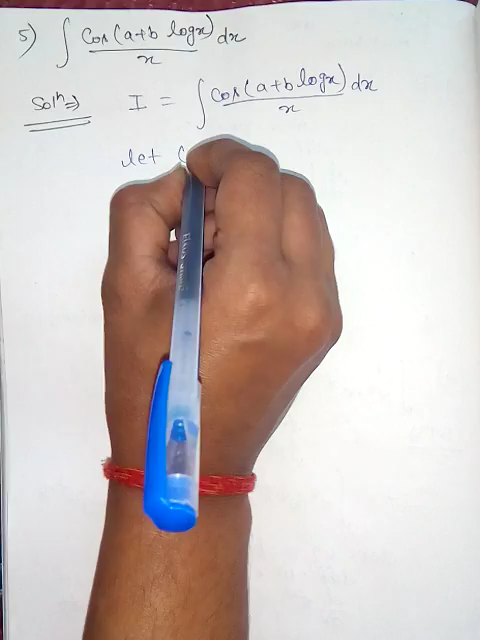 5) ∫ Cos(a+b logx)/x dx
Solⁿ⇒ I = ∫ Cos(a+b logx)/x dx
let (